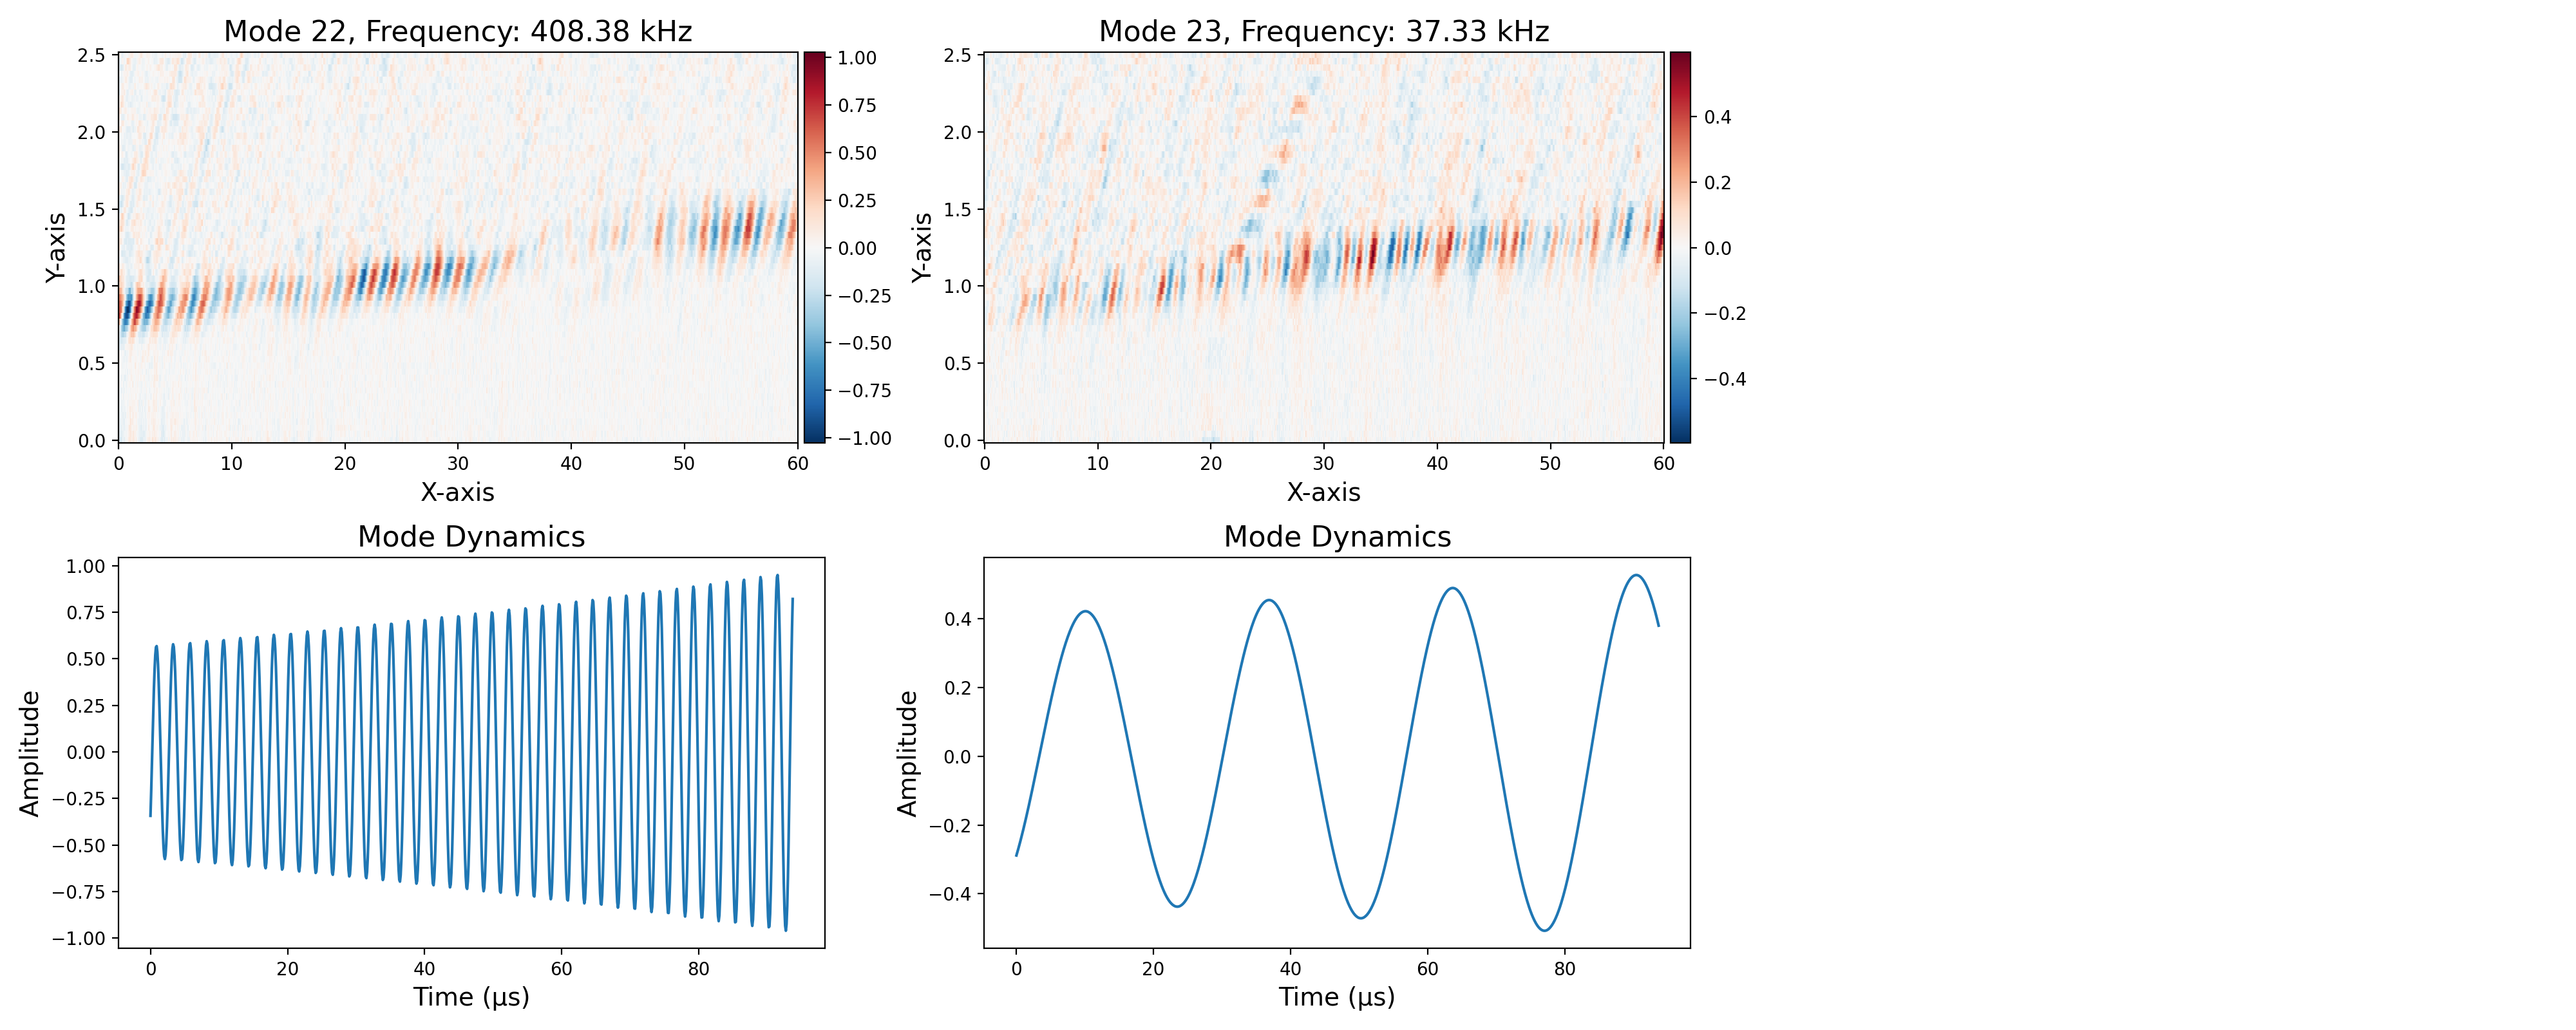 Mode 22, Frequency: 408.38 kHz
2.5
2.0
1.5
1.0
0.5
0.0
Y-axis
0 10 20 30 40 50 60
X-axis
1.00
0.75
0.50
0.25
0.00
−0.25
−0.50
−0.75
−1.00
Mode 23, Frequency: 37.33 kHz
2.5
2.0
1.5
1.0
0.5
0.0
Y-axis
0 10 20 30 40 50 60
X-axis
0.4
0.2
0.0
−0.2
−0.4
Mode Dynamics
1.00
0.75
0.50
0.25
0.00
−0.25
−0.50
−0.75
−1.00
Amplitude
0 20 40 60 80
Time (µs)
Mode Dynamics
0.4
0.2
0.0
−0.2
−0.4
Amplitude
0 20 40 60 80
Time (µs)